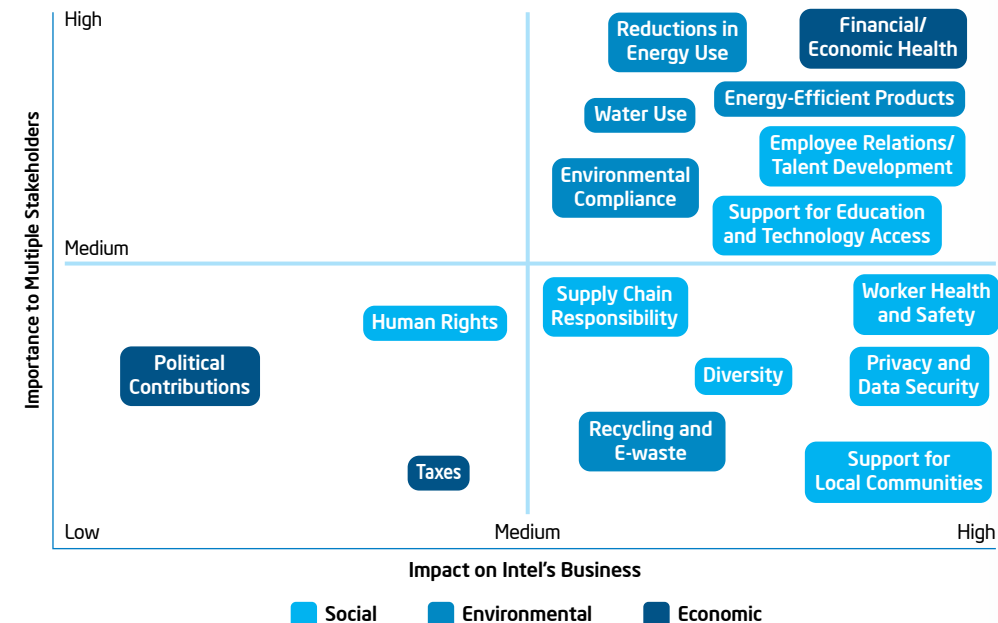 High
Reductions in
Energy Use
Financial/
Economic Health
Energy-Efficient Products
Water Use
Employee Relations/
Talent Development
Environmental
Compliance
Support for Education
and Technology Access
Medium
Importance to Multiple Stakeholders
Supply Chain
Responsibility
Worker Health
and Safety
Human Rights
Political
Contributions
Diversity
Privacy and
Data Security
Recycling and
E-waste
Taxes
Support for
Local Communities
Low
Medium
High
Impact on Intel's Business
Social
Environmental
Economic